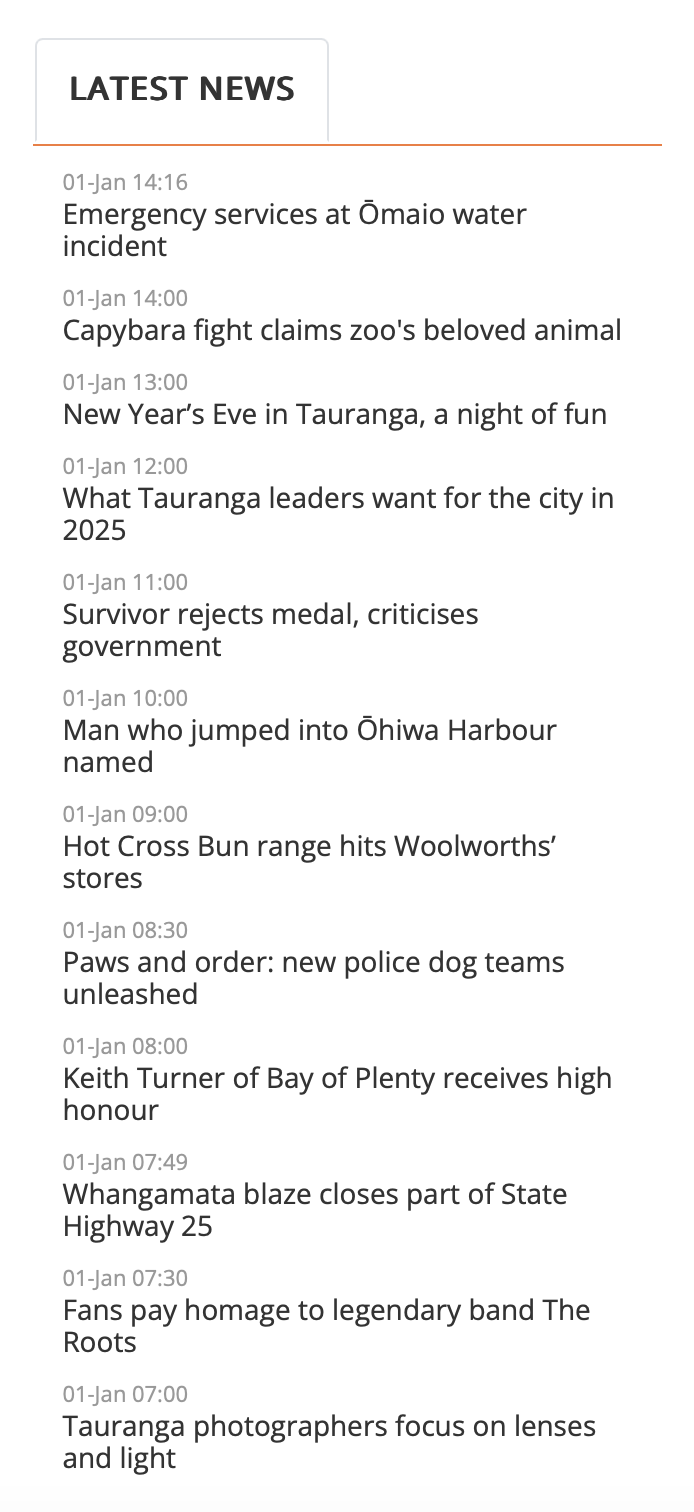 LATEST NEWS
01-Jan 14:16
Emergency services at Ōmaio water
incident
01-Jan 14:00
Capybara fight claims zoo's beloved animal
01-Jan 13:00
New Year’s Eve in Tauranga, a night of fun
01-Jan 12:00
What Tauranga leaders want for the city in
2025
01-Jan 11:00
Survivor rejects medal, criticises
government
01-Jan 10:00
Man who jumped into Ōhiwa Harbour
named
01-Jan 09:00
Hot Cross Bun range hits Woolworths’
stores
01-Jan 08:30
Paws and order: new police dog teams
unleashed
01-Jan 08:00
Keith Turner of Bay of Plenty receives high
honour
01-Jan 07:49
Whangamata blaze closes part of State
Highway 25
01-Jan 07:30
Fans pay homage to legendary band The
Roots
01-Jan 07:00
Tauranga photographers focus on lenses
and light